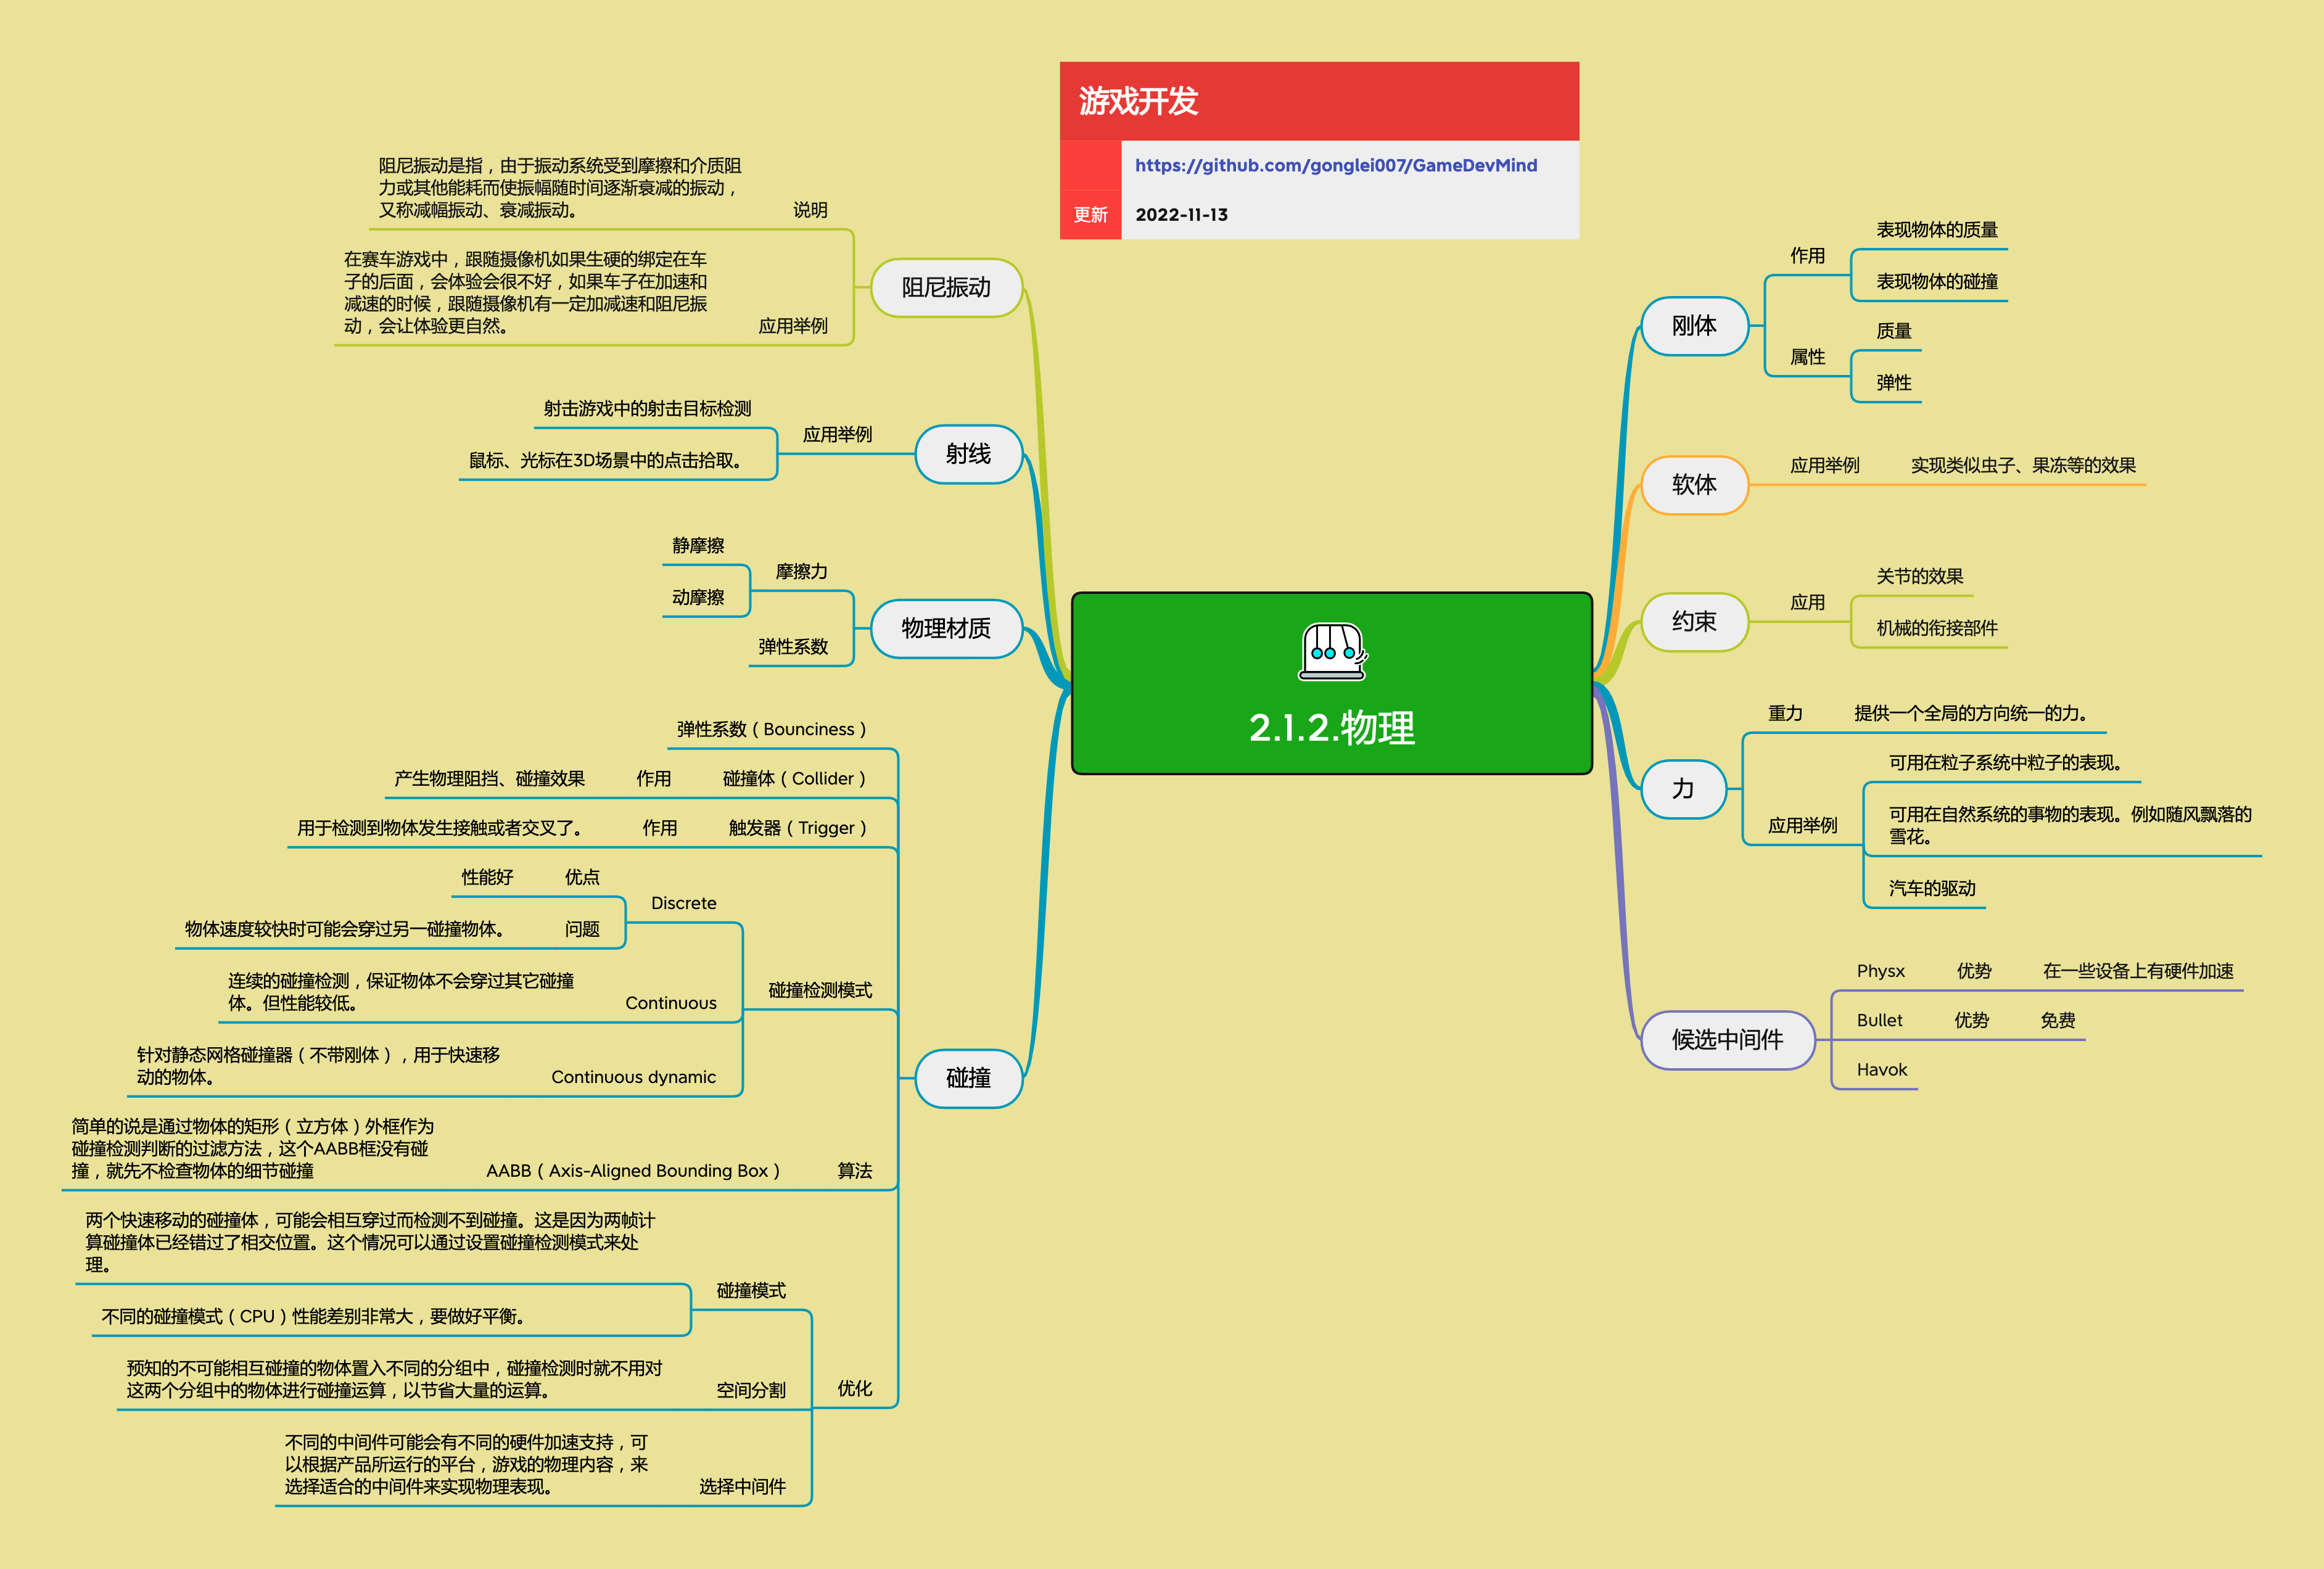 游戏开发
https://github.com/gonglei007/GameDevMind
更新 2022-11-13
2.1.2.物理
刚体
作用
表现物体的质量
表现物体的碰撞
属性
质量
弹性
软体
应用举例
实现类似虫子、果冻等的效果
约束
应用
关节的效果
机械的衔接部件
力
重力
提供一个全局的方向统一的力。
应用举例
可用在粒子系统中粒子的表现。
可用在自然系统的事物的表现。例如随风飘落的
雪花。
汽车的驱动
候选中间件
Physx
优势
在一些设备上有硬件加速
Bullet
优势
免费
Havok
阻尼振动
说明
阻尼振动是指，由于振动系统受到摩擦和介质阻
力或其他能耗而使振幅随时间逐渐衰减的振动，
又称减幅振动、衰减振动。
应用举例
在赛车游戏中，跟随摄像机如果生硬的绑定在车
子的后面，会体验会很不好，如果车子在加速和
减速的时候，跟随摄像机有一定加减速和阻尼振
动，会让体验更自然。
射线
应用举例
射击游戏中的射击目标检测
鼠标、光标在3D场景中的点击拾取。
物理材质
摩擦力
静摩擦
动摩擦
弹性系数
碰撞
弹性系数（Bounciness）
碰撞体（Collider）
作用
产生物理阻挡、碰撞效果
触发器（Trigger）
作用
用于检测到物体发生接触或者交叉了。
碰撞检测模式
Discrete
优点
性能好
问题
物体速度较快时可能会穿过另一碰撞物体。
Continuous
连续的碰撞检测，保证物体不会穿过其它碰撞
体。但性能较低。
Continuous dynamic
针对静态网格碰撞器（不带刚体），用于快速移
动的物体。
算法
AABB（Axis-Aligned Bounding Box）
简单的说是通过物体的矩形（立方体）外框作为
碰撞检测判断的过滤方法，这个AABB框没有碰
撞，就先不检查物体的细节碰撞
优化
碰撞模式
两个快速移动的碰撞体，可能会相互穿过而检测不到碰撞。这是因为两帧计
算碰撞体已经错过了相交位置。这个情况可以通过设置碰撞检测模式来处
理。
不同的碰撞模式（CPU）性能差别非常大，要做好平衡。
空间分割
预知的不可能相互碰撞的物体置入不同的分组中，碰撞检测时就不用对
这两个分组中的物体进行碰撞运算，以节省大量的运算。
选择中间件
不同的中间件可能会有不同的硬件加速支持，可
以根据产品所运行的平台，游戏的物理内容，来
选择适合的中间件来实现物理表现。